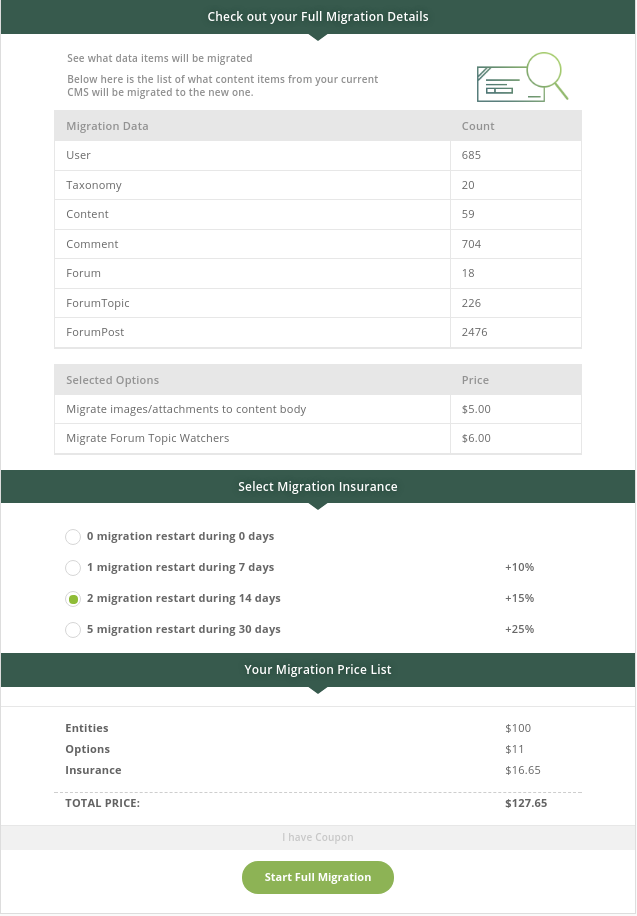 Check out your Full Migration Details
See what data items will be migrated
Below here is the list of what content items from your current
CMS will be migrated to the new one.
Migration Data Count
User 685
Taxonomy 20
Content 59
Comment 704
Forum 18
ForumTopic 226
ForumPost 2476
Selected Options Price
Migrate images/attachments to content body $5.00
Migrate Forum Topic Watchers $6.00
Select Migration Insurance
0 migration restart during 0 days
1 migration restart during 7 days +10%
2 migration restart during 14 days +15%
5 migration restart during 30 days +25%
Your Migration Price List
Entities $100
Options $11
Insurance $16.65
TOTAL PRICE: $127.65
I have Coupon
Start Full Migration